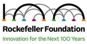 Rockefeller Foundation
Innovation for the Next 100 Years